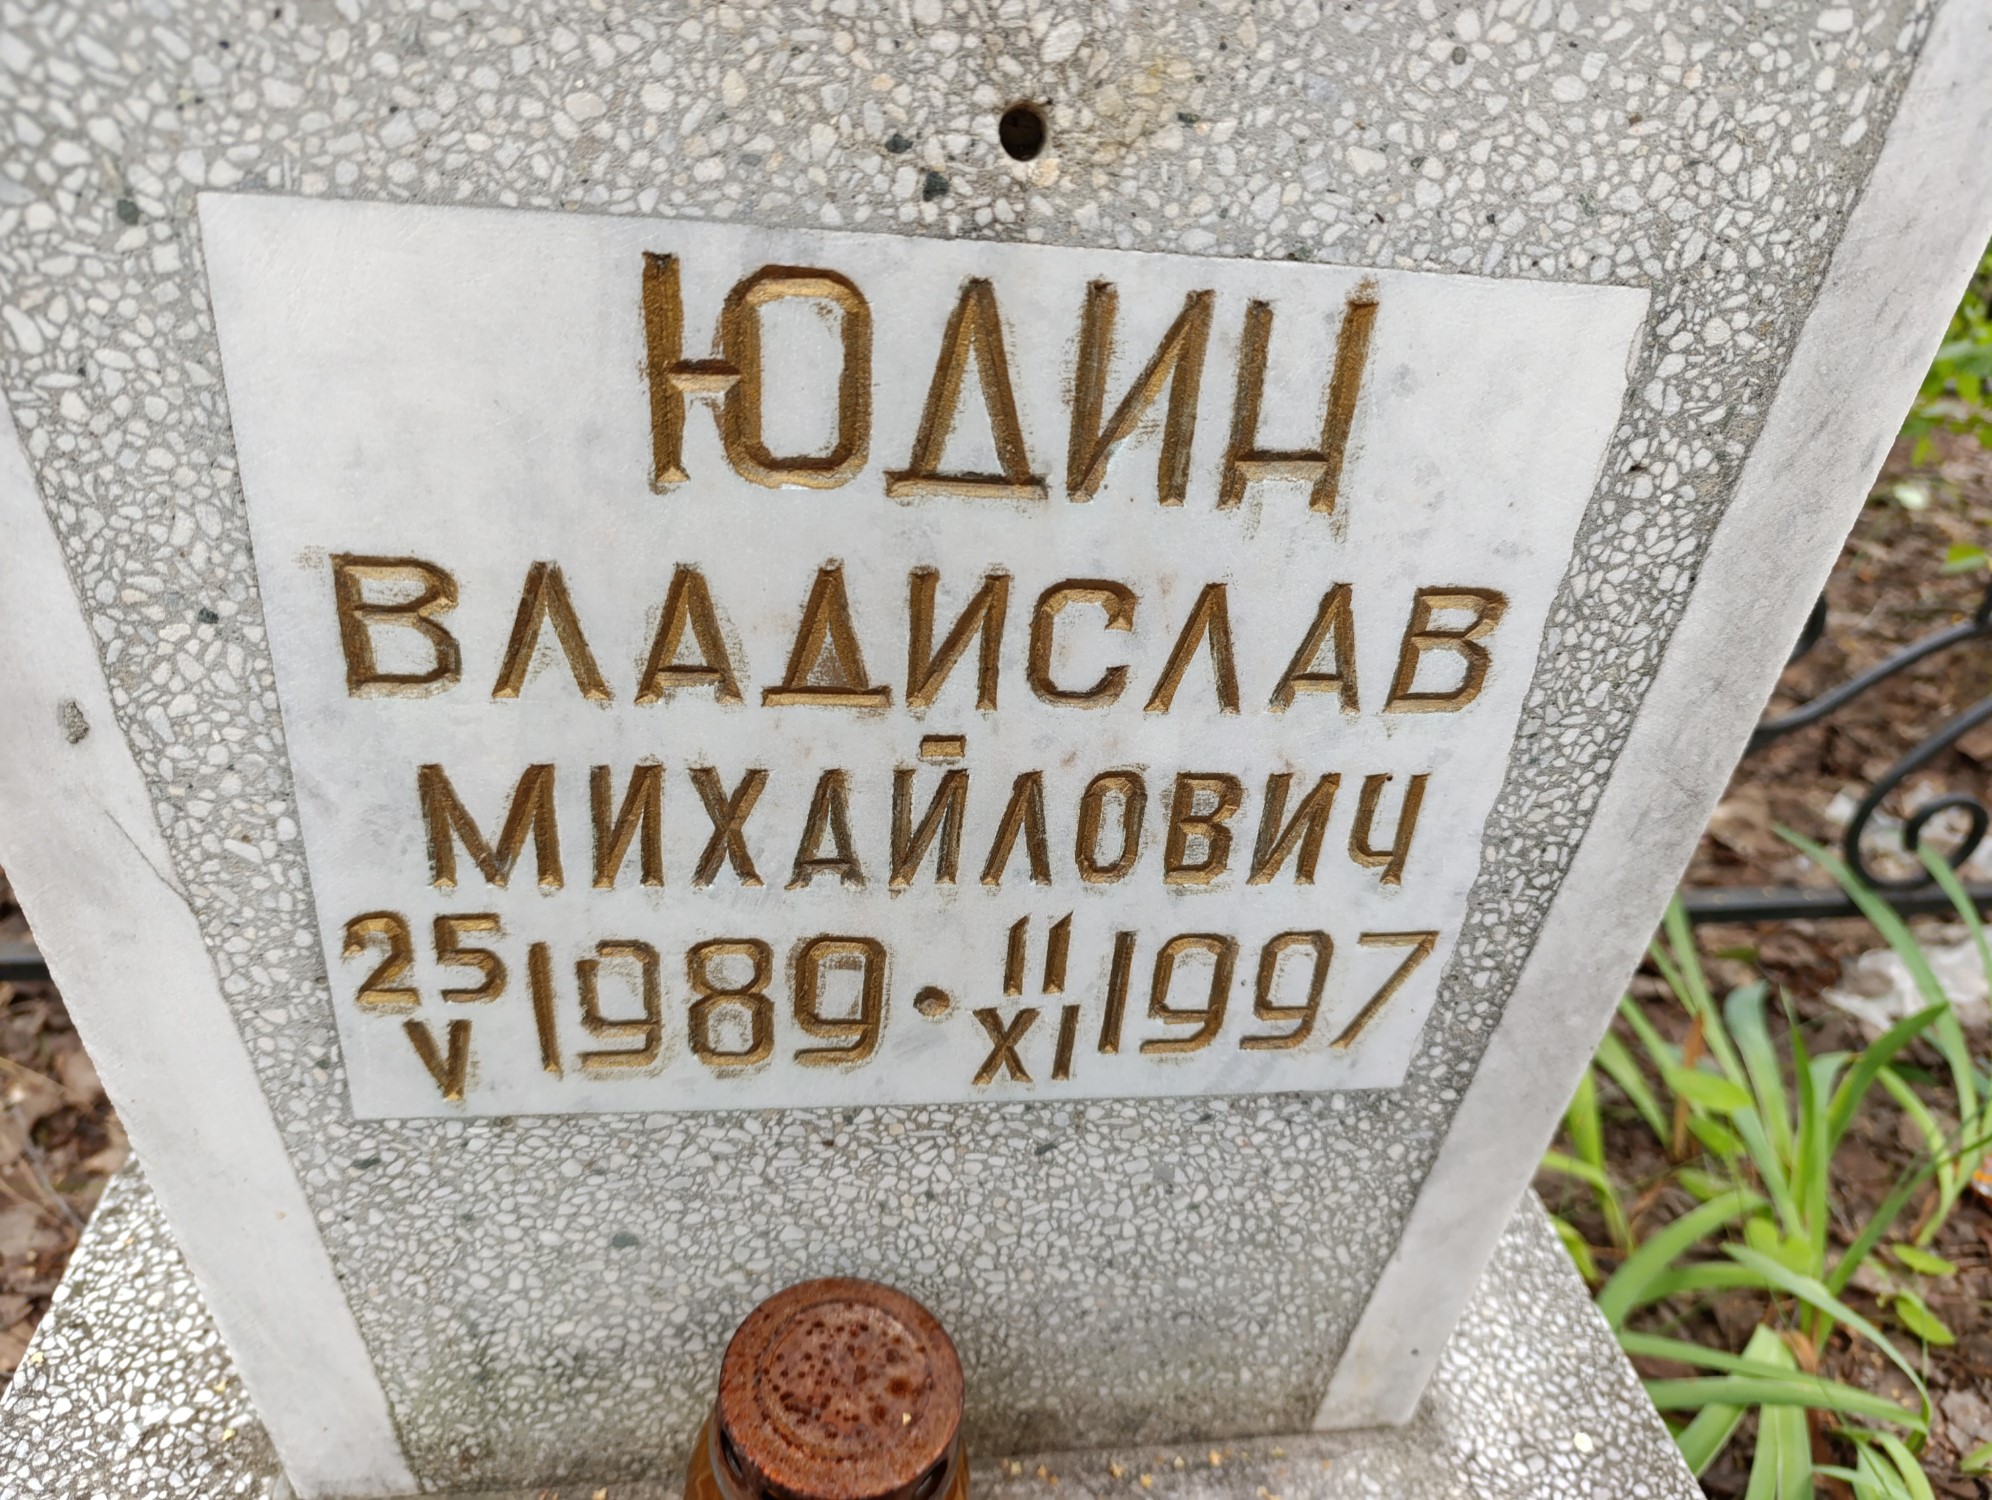 ЮДИН
ВЛАДИСЛАВ
МИХАЙЛОВИЧ
25/V 1989 · 11/XI 1997